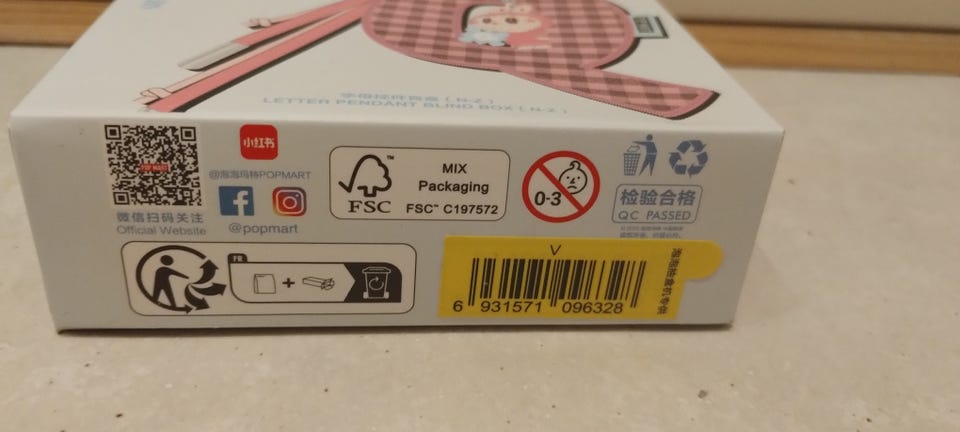 字母挂件盲盒 (N-Z)
LETTER PENDANT BLIND BOX (N-Z)
POP MART
微信扫码关注
Official Website
小红书
@泡泡玛特POPMART
@popmart
FSC™
MIX
Packaging
FSC™ C197572
0-3
检验合格
QC PASSED
FR
V
6 931571 096328